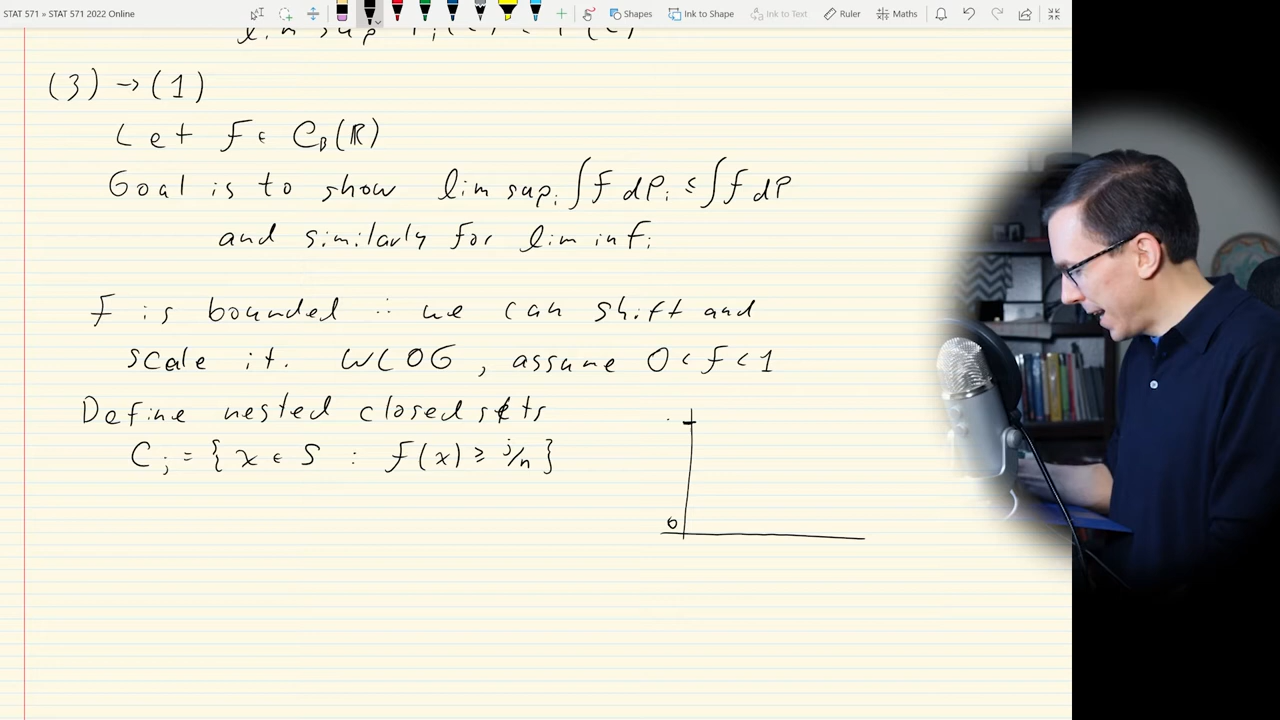 STAT 571 » STAT 571 2022 Online
Shapes Ink to Shape Ink to Text Ruler Maths
lim sup
(3) → (1)
Let f ∈ C_B(ℝ)
Goal is to show lim sup_i ∫ f dP_i ≤ ∫ f dP
and similarly for lim inf_i
f is bounded ∴ we can shift and
scale it. WLOG, assume 0 < f < 1
Define nested closed sets
C_j = { x ∈ S : f(x) ≥ j/n }
0